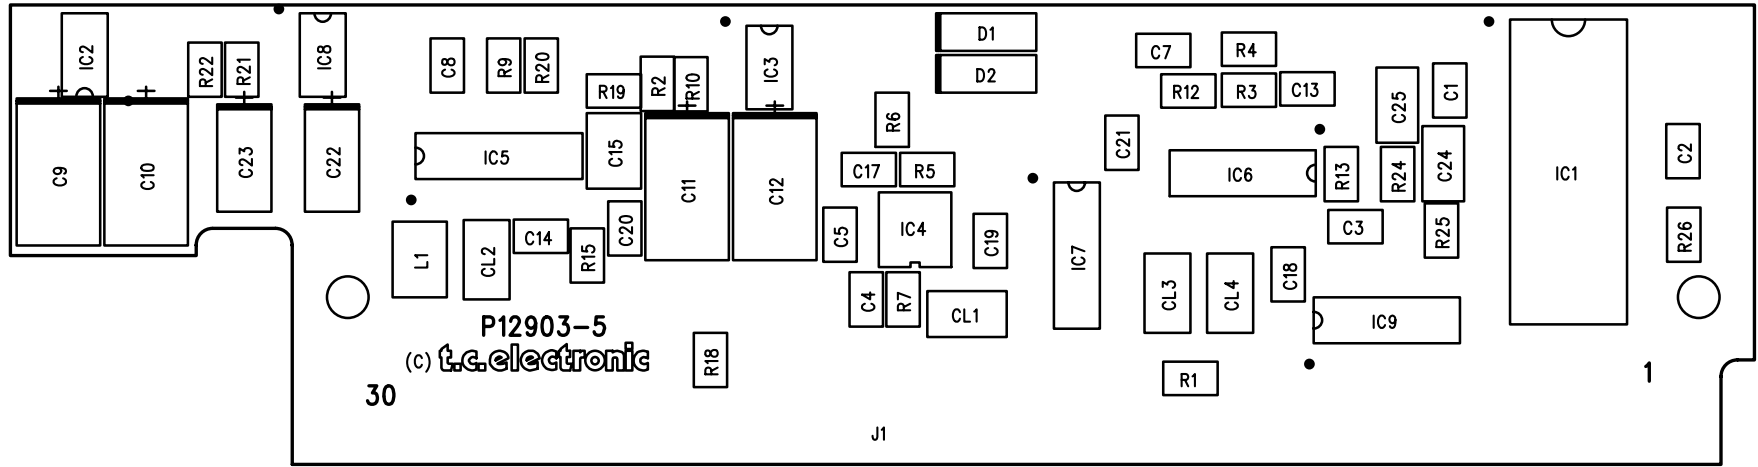 IC2
R22
R21
IC8
C8
R9
R20
R19
R2
R10
IC3
D1
D2
C7
R4
R12
R3
C13
C25
C1
C9
C10
C23
C22
IC5
C15
C11
C12
R6
C17
R5
C21
IC6
R13
R24
C24
IC1
C2
L1
CL2
C14
R15
C20
C5
IC4
C19
IC7
C3
R25
R26
C4
R7
CL1
CL3
CL4
C18
IC9
P12903-5
(C) t.c.electronic
R18
R1
30
1
J1